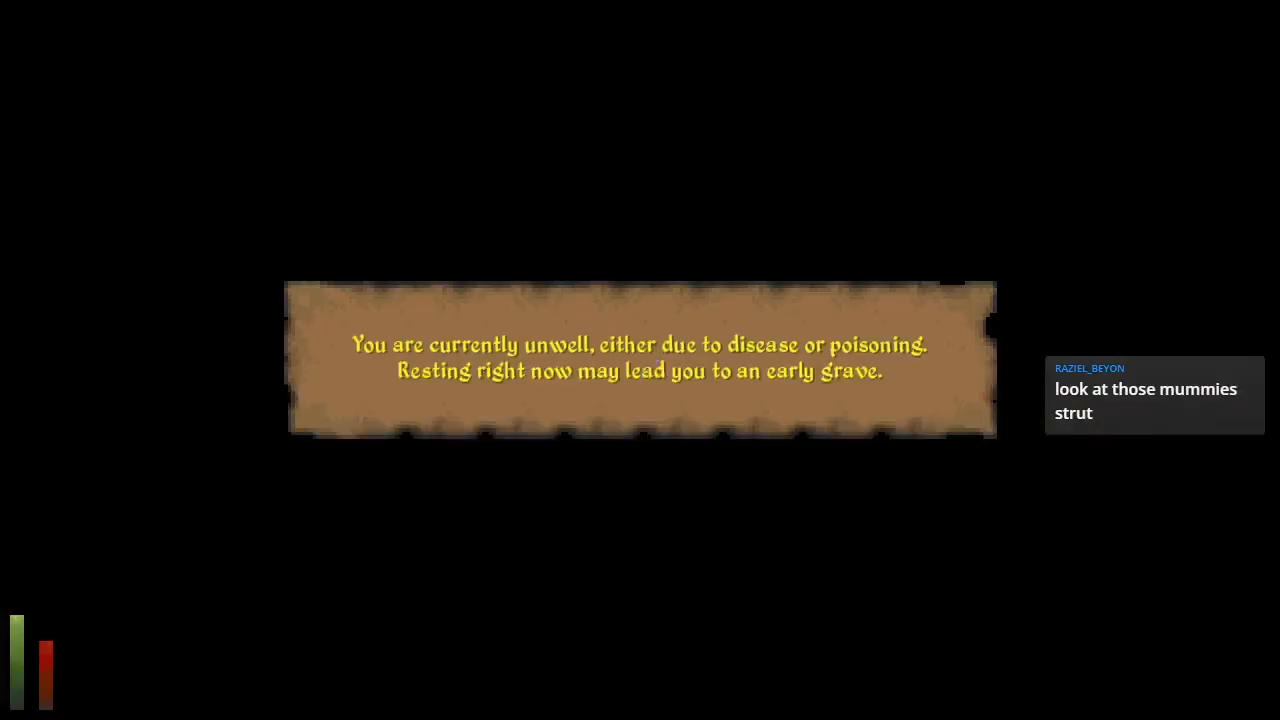 You are currently unwell, either due to disease or poisoning.
Resting right now may lead you to an early grave.
RAZIEL_BEYON
look at those mummies
strut